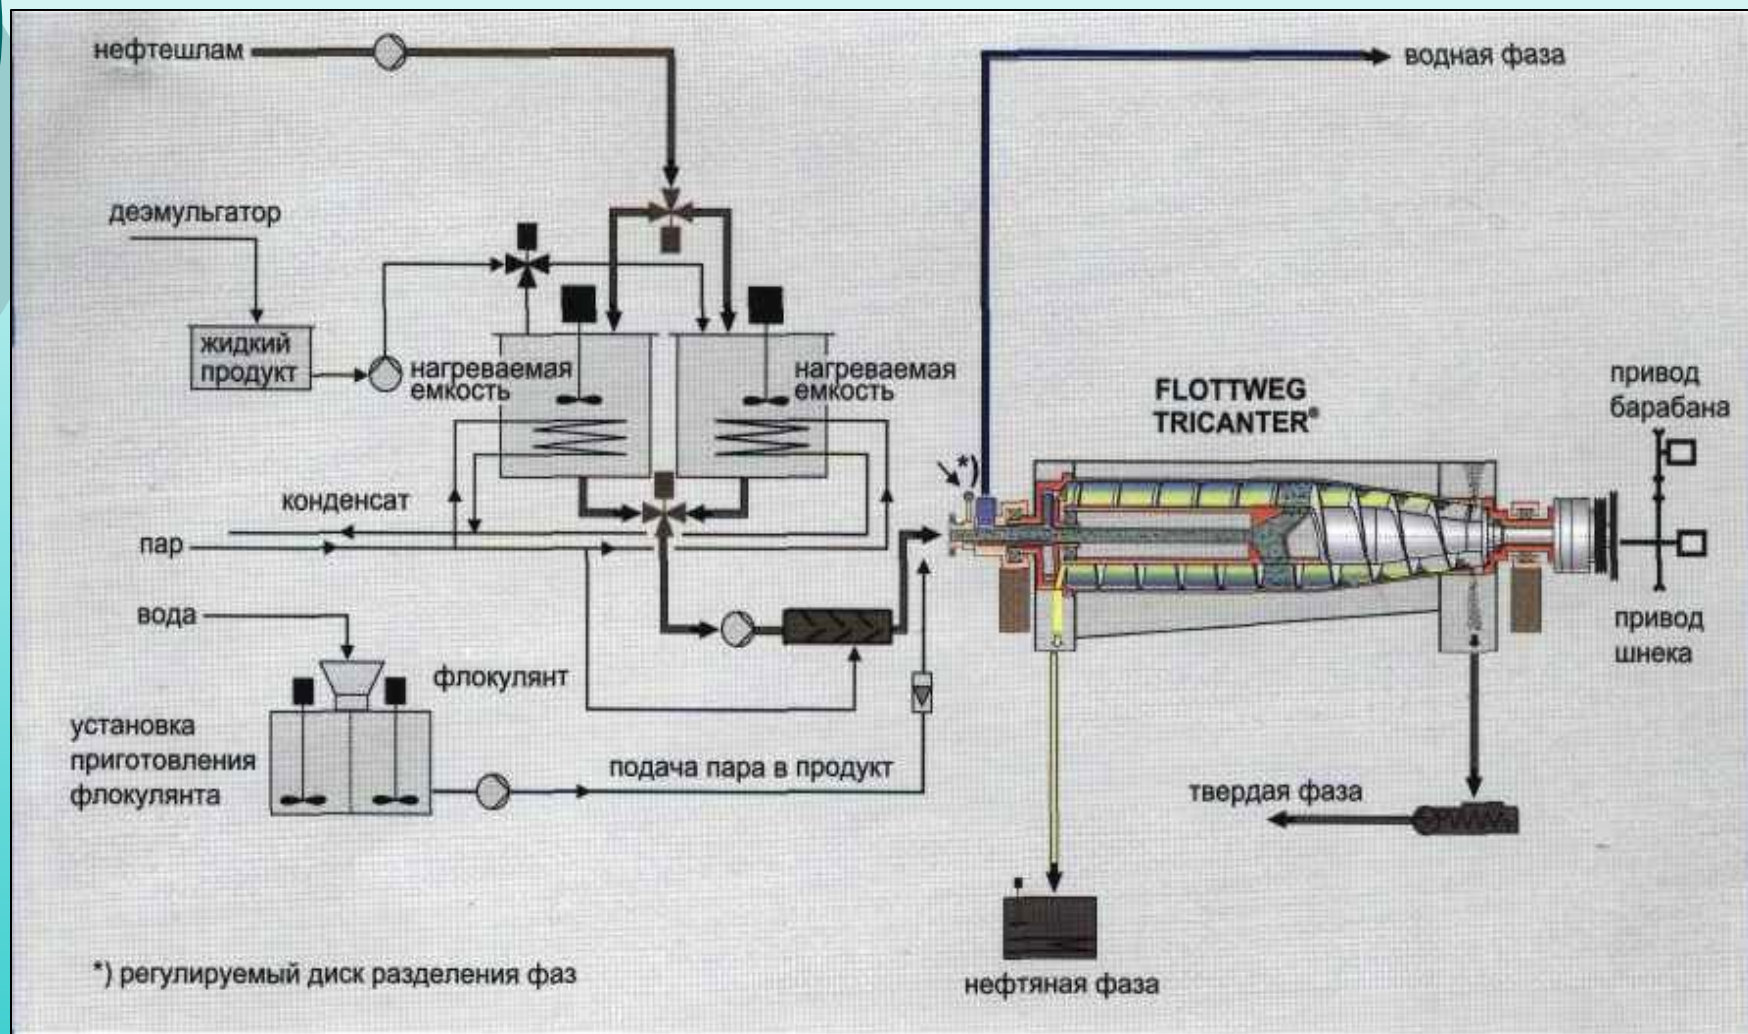 нефтешлам
водная фаза
деэмульгатор
жидкий
продукт
нагреваемая
емкость
нагреваемая
емкость
FLOTTWEG
TRICANTER®
привод
барабана
*)
конденсат
пар
вода
привод
шнека
флокулянт
установка
приготовления
флокулянта
подача пара в продукт
твердая фаза
*) регулируемый диск разделения фаз
нефтяная фаза